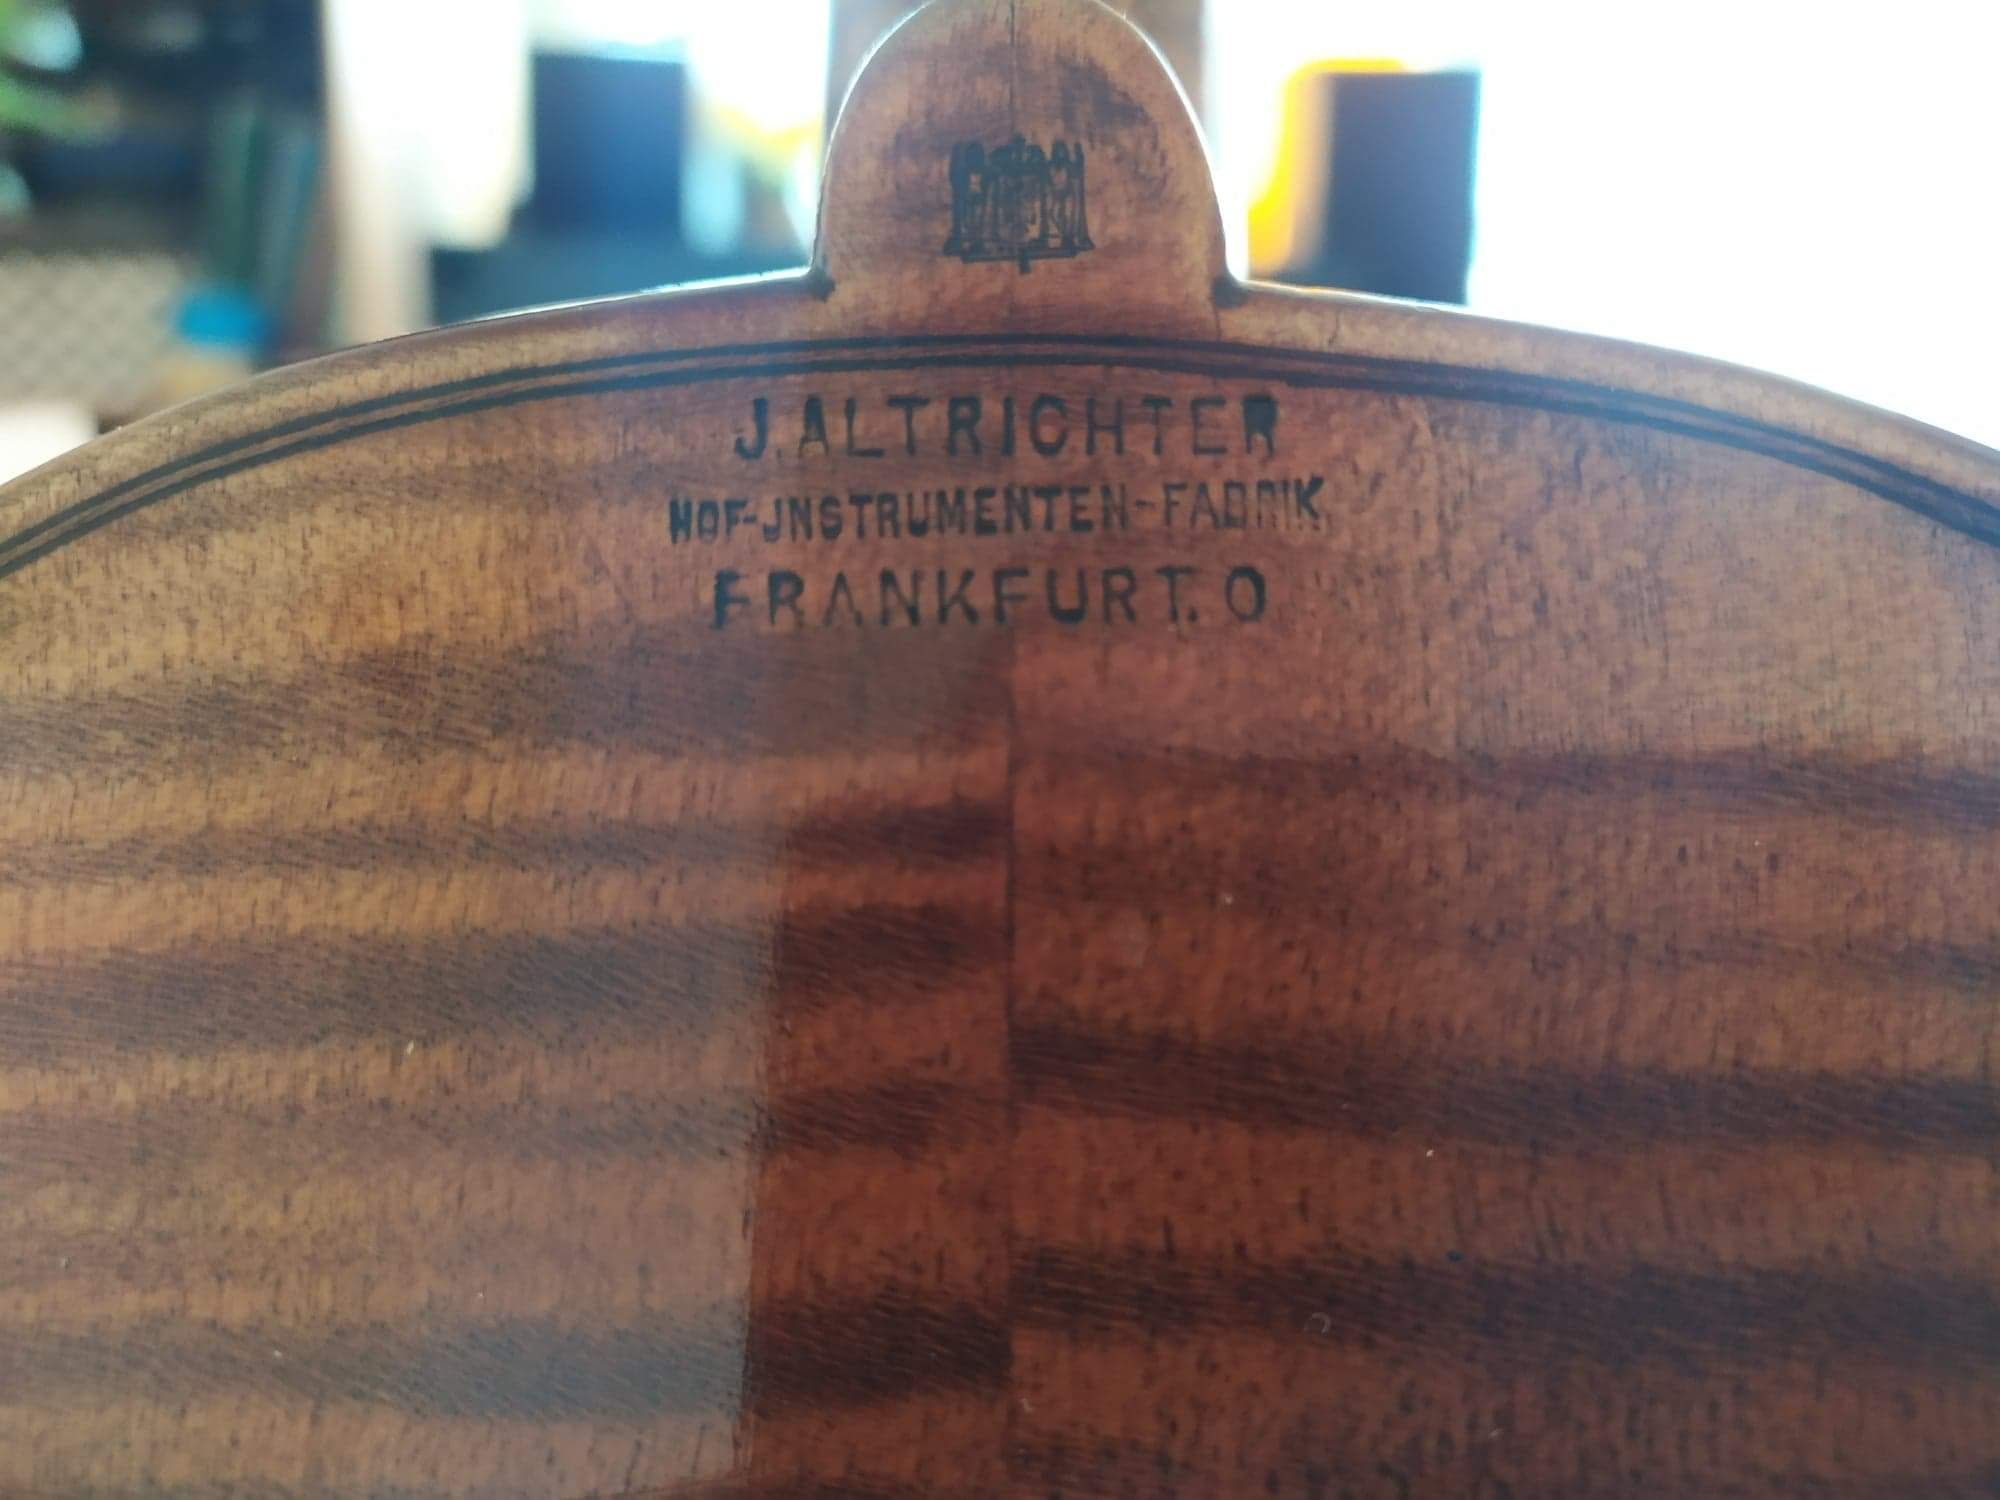 J. ALTRICHTER
HOF-JNSTRUMENTEN-FABRIK
FRANKFURT. O